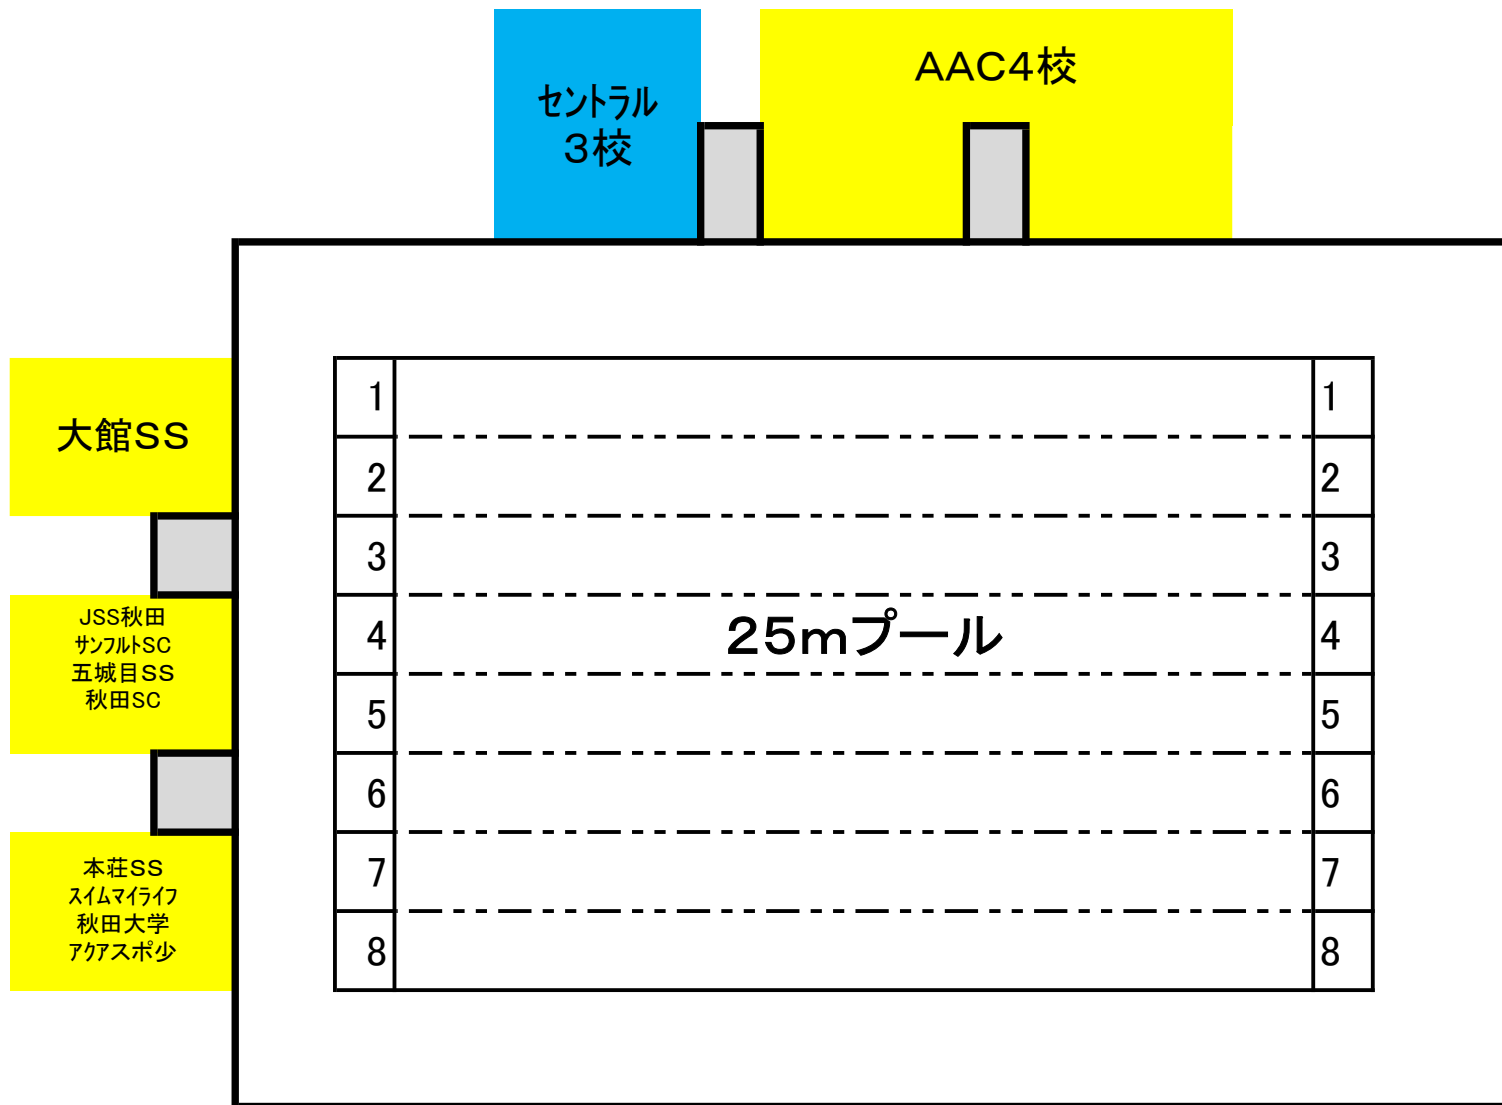 AAC4校
セントラル
3校
大館SS
JSS秋田
サンフルトSC
五城目SS
秋田SC
本荘SS
スイムマイライフ
秋田大学
アクアスポ少
25mプール
1 1
2 2
3 3
4 4
5 5
6 6
7 7
8 8